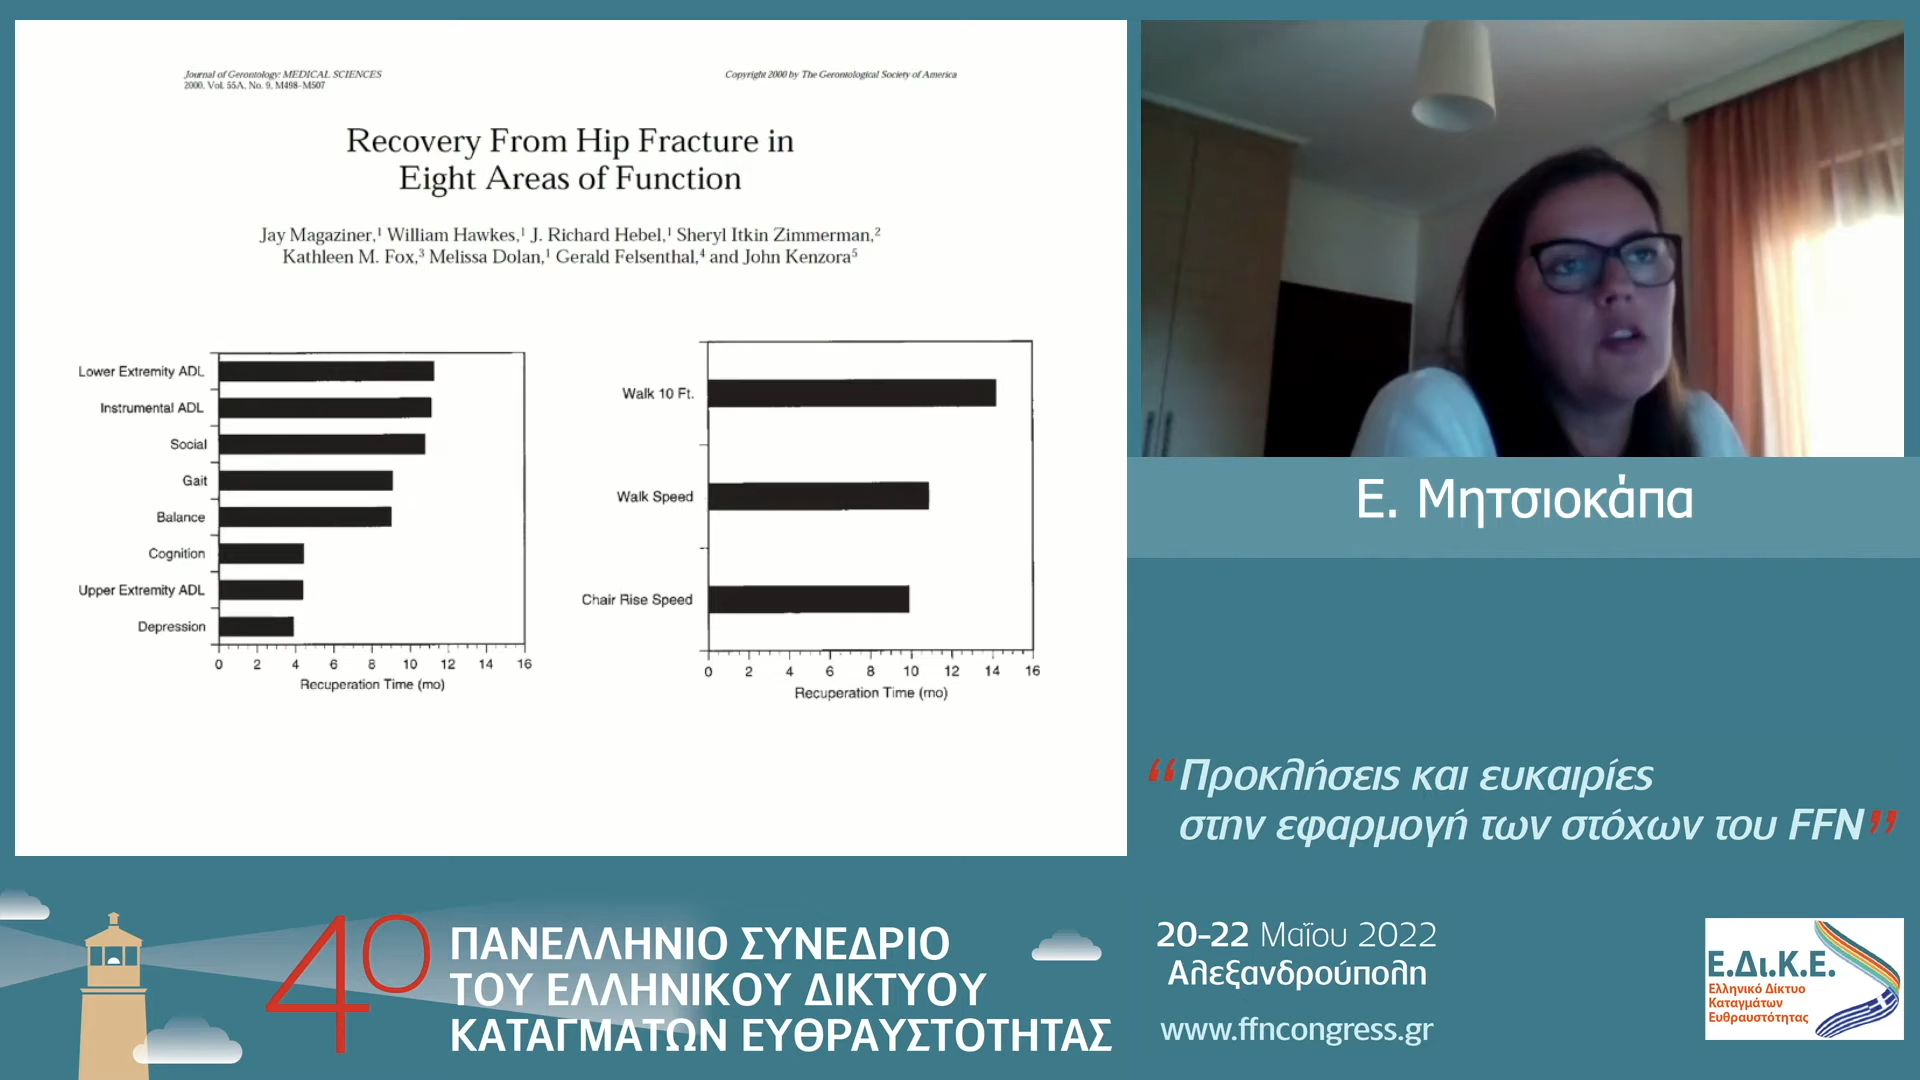 Journal of Gerontology: MEDICAL SCIENCES
2000, Vol. 55A, No. 9, M498–M507
Copyright 2000 by The Gerontological Society of America
Recovery From Hip Fracture in
Eight Areas of Function
Jay Magaziner,¹ William Hawkes,¹ J. Richard Hebel,¹ Sheryl Itkin Zimmerman,²
Kathleen M. Fox,³ Melissa Dolan,¹ Gerald Felsenthal,⁴ and John Kenzora⁵
Lower Extremity ADL
Instrumental ADL
Social
Gait
Balance
Cognition
Upper Extremity ADL
Depression
0 2 4 6 8 10 12 14 16
Recuperation Time (mo)
Walk 10 Ft.
Walk Speed
Chair Rise Speed
0 2 4 6 8 10 12 14 16
Recuperation Time (mo)
Ε. Μητσιοκάπα
“Προκλήσεις και ευκαιρίες
στην εφαρμογή των στόχων του FFN”
4ο
ΠΑΝΕΛΛΗΝΙΟ ΣΥΝΕΔΡΙΟ
ΤΟΥ ΕΛΛΗΝΙΚΟΥ ΔΙΚΤΥΟΥ
ΚΑΤΑΓΜΑΤΩΝ ΕΥΘΡΑΥΣΤΟΤΗΤΑΣ
20-22 Μαΐου 2022
Αλεξανδρούπολη
www.ffncongress.gr
Ε.Δι.Κ.Ε.
Ελληνικό Δίκτυο
Καταγμάτων
Ευθραυστότητας